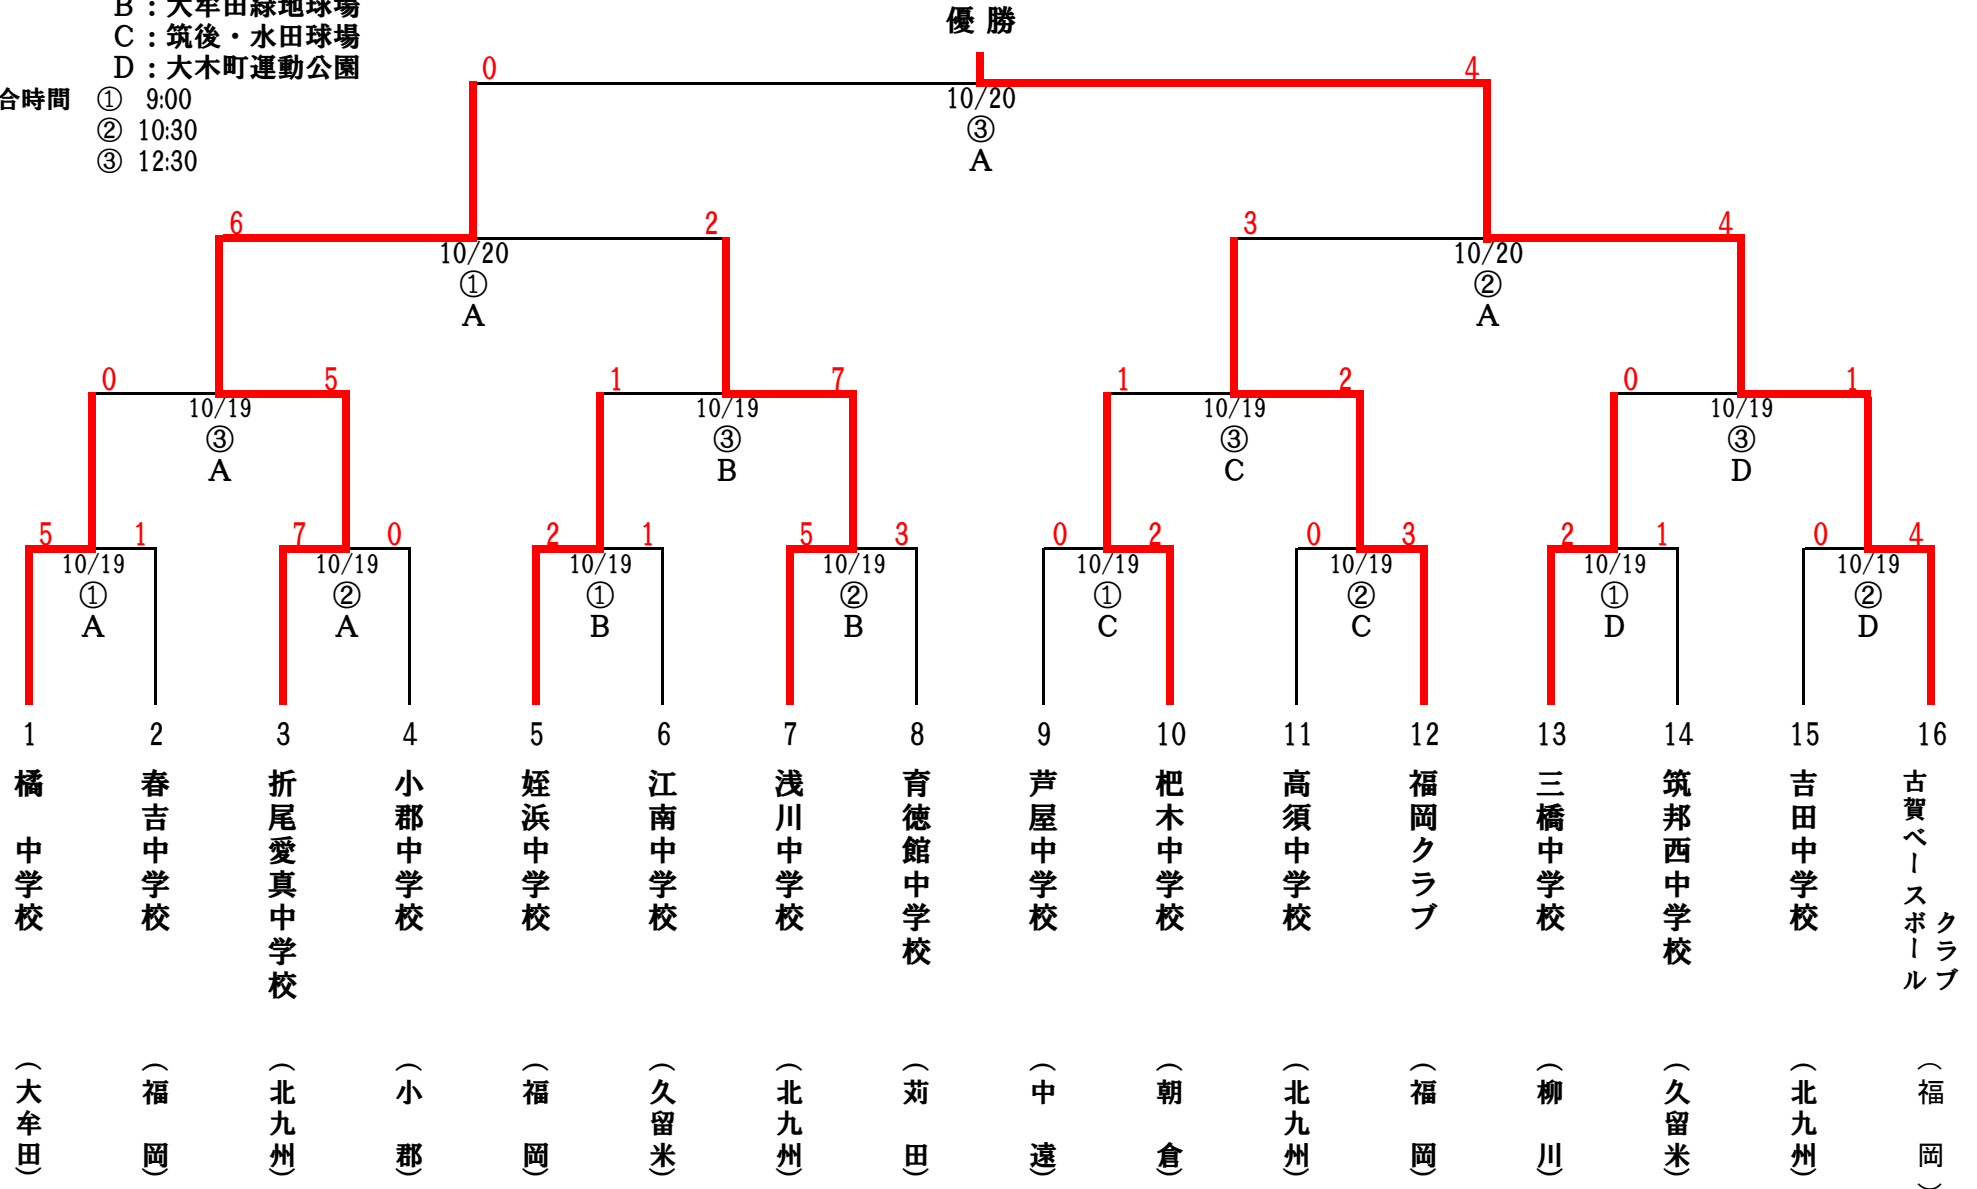 B：大牟田緑地球場
優 勝
C：筑後・水田球場
D：大木町運動公園
0 4
合時間 ① 9:00
10/20
② 10:30
③
③ 12:30
A
6 2 3 4
10/20 10/20
① ②
A A
0 5 1 7 1 2 0 1
10/19 10/19 10/19 10/19
③ ③ ③ ③
A B C D
5 1 7 0 2 1 5 3 0 2 0 3 2 1 0 4
10/19 10/19 10/19 10/19 10/19 10/19 10/19 10/19
① ② ① ② ① ② ① ②
A A B B C C D D
1 2 3 4 5 6 7 8 9 10 11 12 13 14 15 16
橘 中学校
春吉中学校
折尾愛真中学校
小郡中学校
姪浜中学校
江南中学校
浅川中学校
育徳館中学校
芦屋中学校
杷木中学校
高須中学校
福岡クラブ
三橋中学校
筑邦西中学校
吉田中学校
古賀ベースボール
クラブ
（大牟田）
（福 岡）
（北九州）
（小 郡）
（福 岡）
（久留米）
（北九州）
（苅 田）
（中 遠）
（朝 倉）
（北九州）
（福 岡）
（柳 川）
（久留米）
（北九州）
（福 岡）